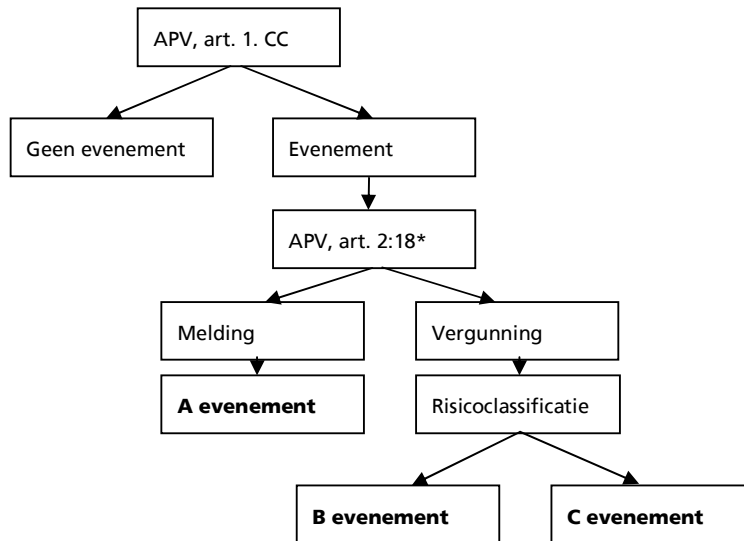 APV, art. 1. CC
Geen evenement
Evenement
APV, art. 2:18*
Melding
Vergunning
A evenement
Risicoclassificatie
B evenement
C evenement